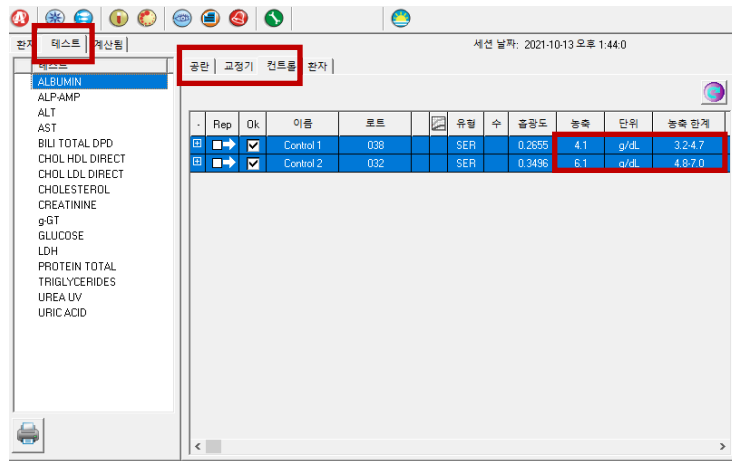 환자 테스트 계산됨
세션 날짜: 2021-10-13 오후 1:44:0
테스트
공란 교정기 컨트롤 환자
ALBUMIN
ALP-AMP
ALT
AST
BILI TOTAL DPD
CHOL HDL DIRECT
CHOL LDL DIRECT
CHOLESTEROL
CREATININE
g-GT
GLUCOSE
LDH
PROTEIN TOTAL
TRIGLYCERIDES
UREA UV
URIC ACID
- Rep Ok 이름 로트 유형 수 흡광도 농축 단위 농축 한계
Control 1 038 SER 0.2655 4.1 g/dL 3.2-4.7
Control 2 032 SER 0.3496 6.1 g/dL 4.8-7.0